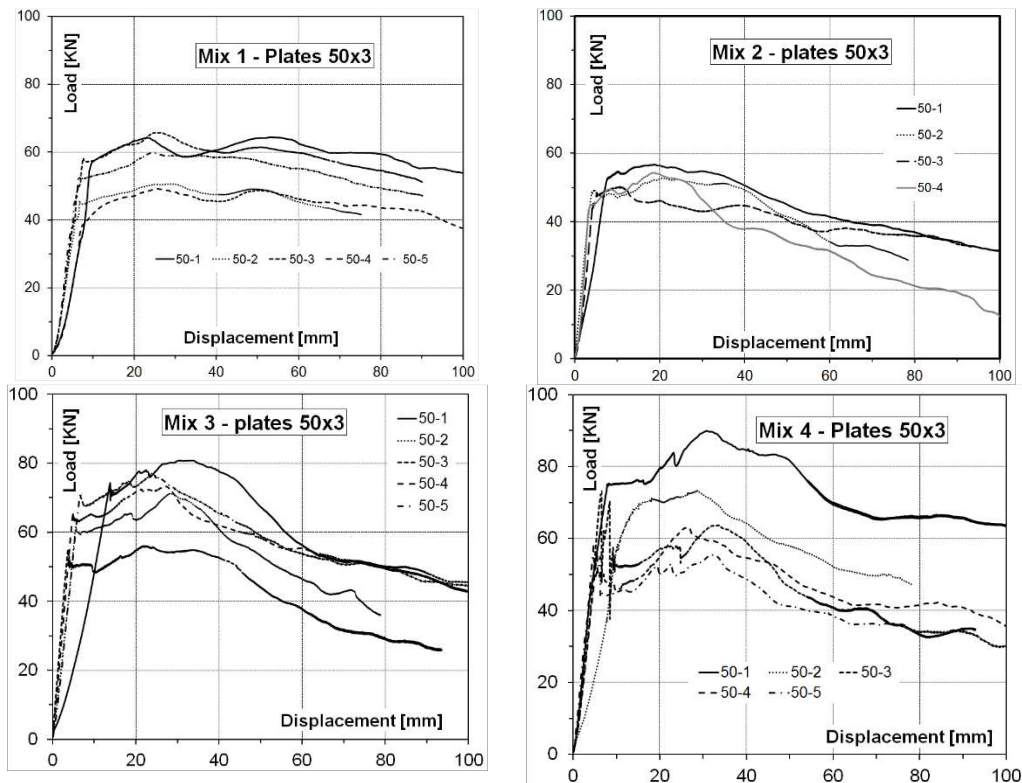 100
80
60
40
20
0
Load [KN]
Mix 1 - Plates 50x3
50-1 50-2 50-3 50-4 50-5
Displacement [mm]
0 20 40 60 80 100
100
80
60
40
20
0
Load [KN]
Mix 2 - plates 50x3
50-1
50-2
50-3
50-4
Displacement [mm]
0 20 40 60 80 100
100
80
60
40
20
0
Load [KN]
Mix 3 - plates 50x3
50-1
50-2
50-3
50-4
50-5
Displacement [mm]
0 20 40 60 80 100
100
80
60
40
20
0
Load [KN]
Mix 4 - Plates 50x3
50-1 50-2 50-3
50-4 50-5
Displacement [mm]
0 20 40 60 80 100